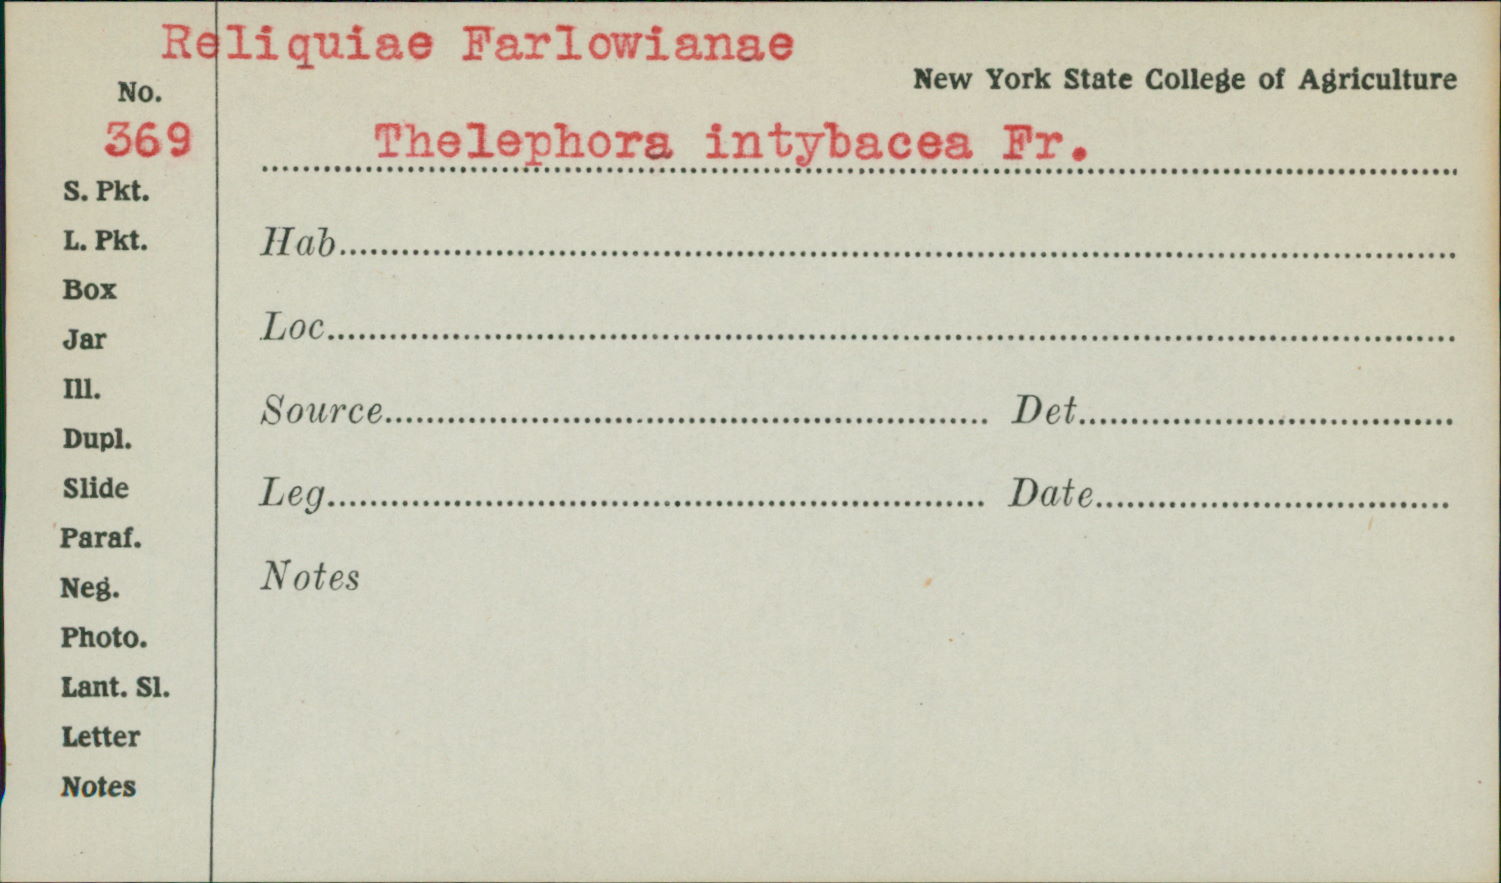 Reliquiae Farlowianae
New York State College of Agriculture
No.
369
Thelephora intybacea Fr.
S. Pkt.
L. Pkt.
Box
Jar
Ill.
Dupl.
Slide
Paraf.
Neg.
Photo.
Lant. Sl.
Letter
Notes
Hab
Loc
Source Det
Leg Date
Notes